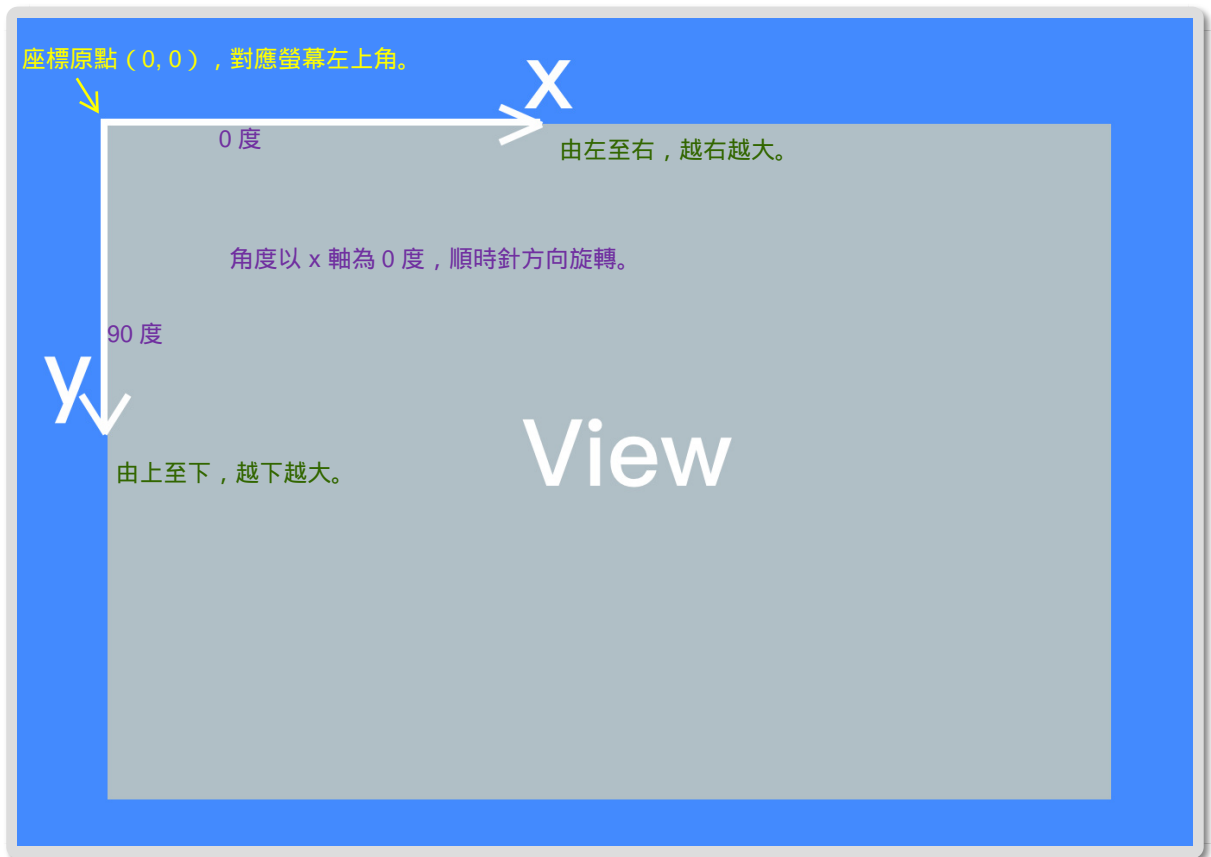 座標原點（0, 0），對應螢幕左上角。
x
0 度
由左至右，越右越大。
角度以 x 軸為 0 度，順時針方向旋轉。
90 度
y
View
由上至下，越下越大。